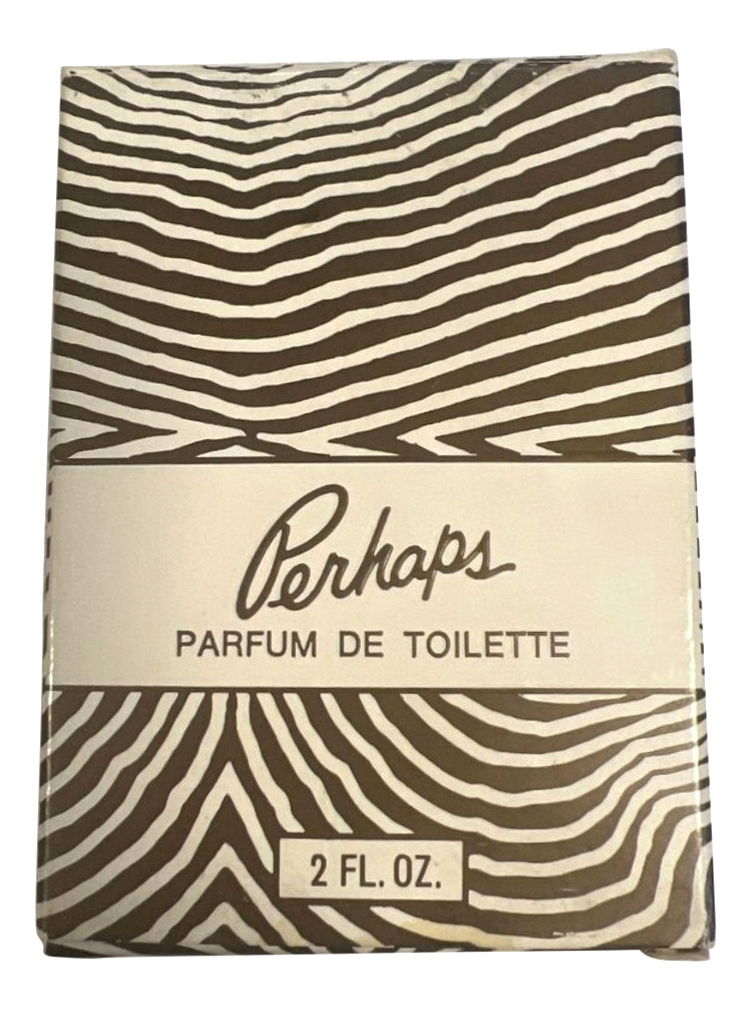 Perhaps
PARFUM DE TOILETTE
2 FL. OZ.